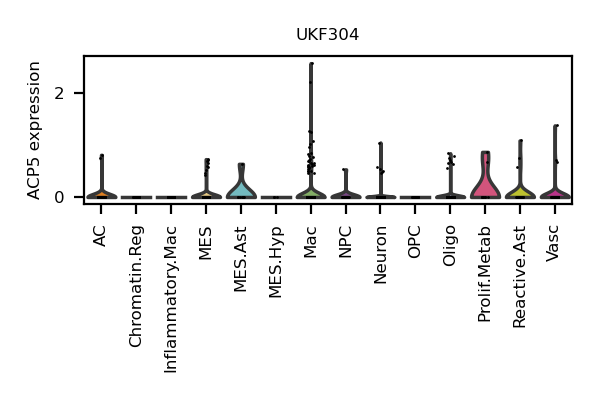 UKF304
ACP5 expression
2
0
AC
Chromatin.Reg
Inflammatory.Mac
MES
MES.Ast
MES.Hyp
Mac
NPC
Neuron
OPC
Oligo
Prolif.Metab
Reactive.Ast
Vasc